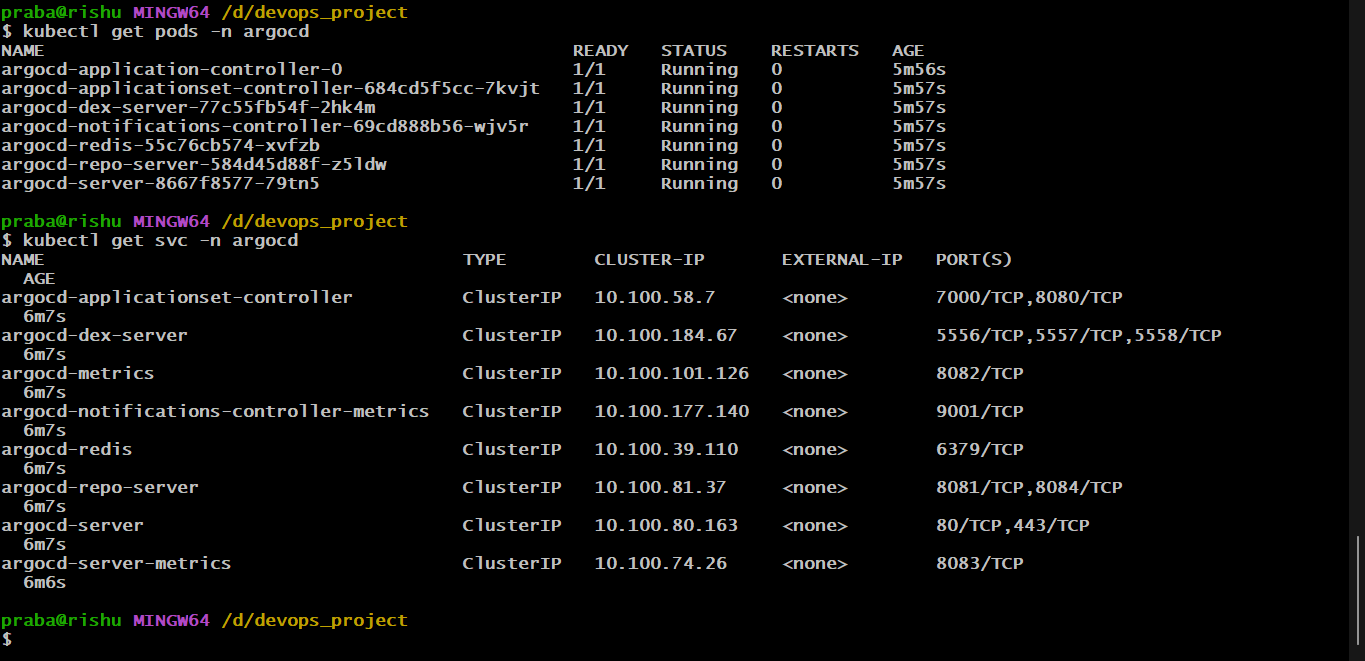 praba@rishu MINGW64 /d/devops_project
$ kubectl get pods -n argocd
NAME                                                READY   STATUS    RESTARTS   AGE
argocd-application-controller-0                     1/1     Running   0          5m56s
argocd-applicationset-controller-684cd5f5cc-7kvjt   1/1     Running   0          5m57s
argocd-dex-server-77c55fb54f-2hk4m                  1/1     Running   0          5m57s
argocd-notifications-controller-69cd888b56-wjv5r    1/1     Running   0          5m57s
argocd-redis-55c76cb574-xvfzb                       1/1     Running   0          5m57s
argocd-repo-server-584d45d88f-z5ldw                 1/1     Running   0          5m57s
argocd-server-8667f8577-79tn5                       1/1     Running   0          5m57s
praba@rishu MINGW64 /d/devops_project
$ kubectl get svc -n argocd
NAME                                      TYPE        CLUSTER-IP       EXTERNAL-IP   PORT(S)
  AGE
argocd-applicationset-controller          ClusterIP   10.100.58.7      <none>        7000/TCP,8080/TCP
  6m7s
argocd-dex-server                         ClusterIP   10.100.184.67    <none>        5556/TCP,5557/TCP,5558/TCP
  6m7s
argocd-metrics                            ClusterIP   10.100.101.126   <none>        8082/TCP
  6m7s
argocd-notifications-controller-metrics   ClusterIP   10.100.177.140   <none>        9001/TCP
  6m7s
argocd-redis                              ClusterIP   10.100.39.110    <none>        6379/TCP
  6m7s
argocd-repo-server                        ClusterIP   10.100.81.37     <none>        8081/TCP,8084/TCP
  6m7s
argocd-server                             ClusterIP   10.100.80.163    <none>        80/TCP,443/TCP
  6m7s
argocd-server-metrics                     ClusterIP   10.100.74.26     <none>        8083/TCP
  6m6s
praba@rishu MINGW64 /d/devops_project
$